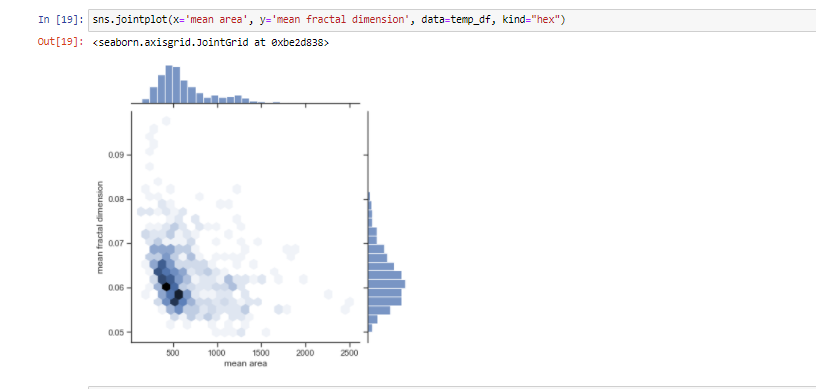 In [19]: sns.jointplot(x='mean area', y='mean fractal dimension', data=temp_df, kind="hex")
Out[19]: <seaborn.axisgrid.JointGrid at 0xbe2d838>
0.09
0.08
0.07
0.06
0.05
mean fractal dimension
500 1000 1500 2000 2500
mean area